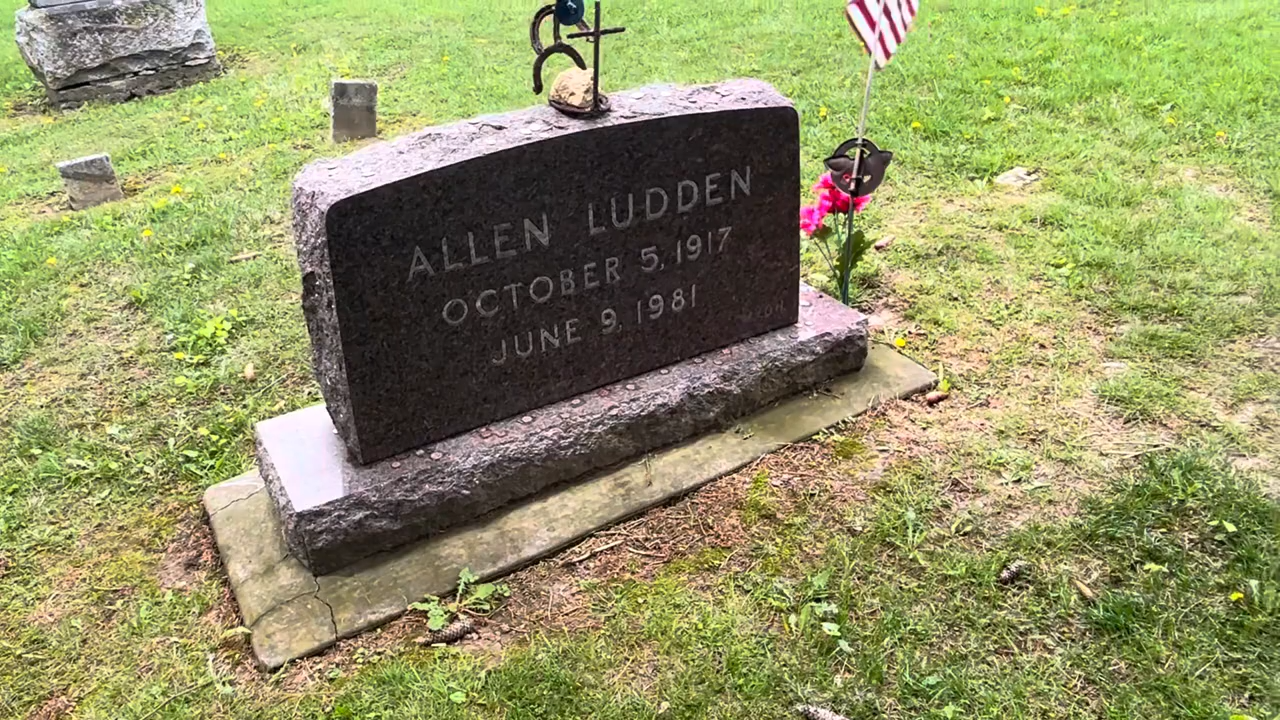 ALLEN LUDDEN
OCTOBER 5, 1917
JUNE 9, 1981